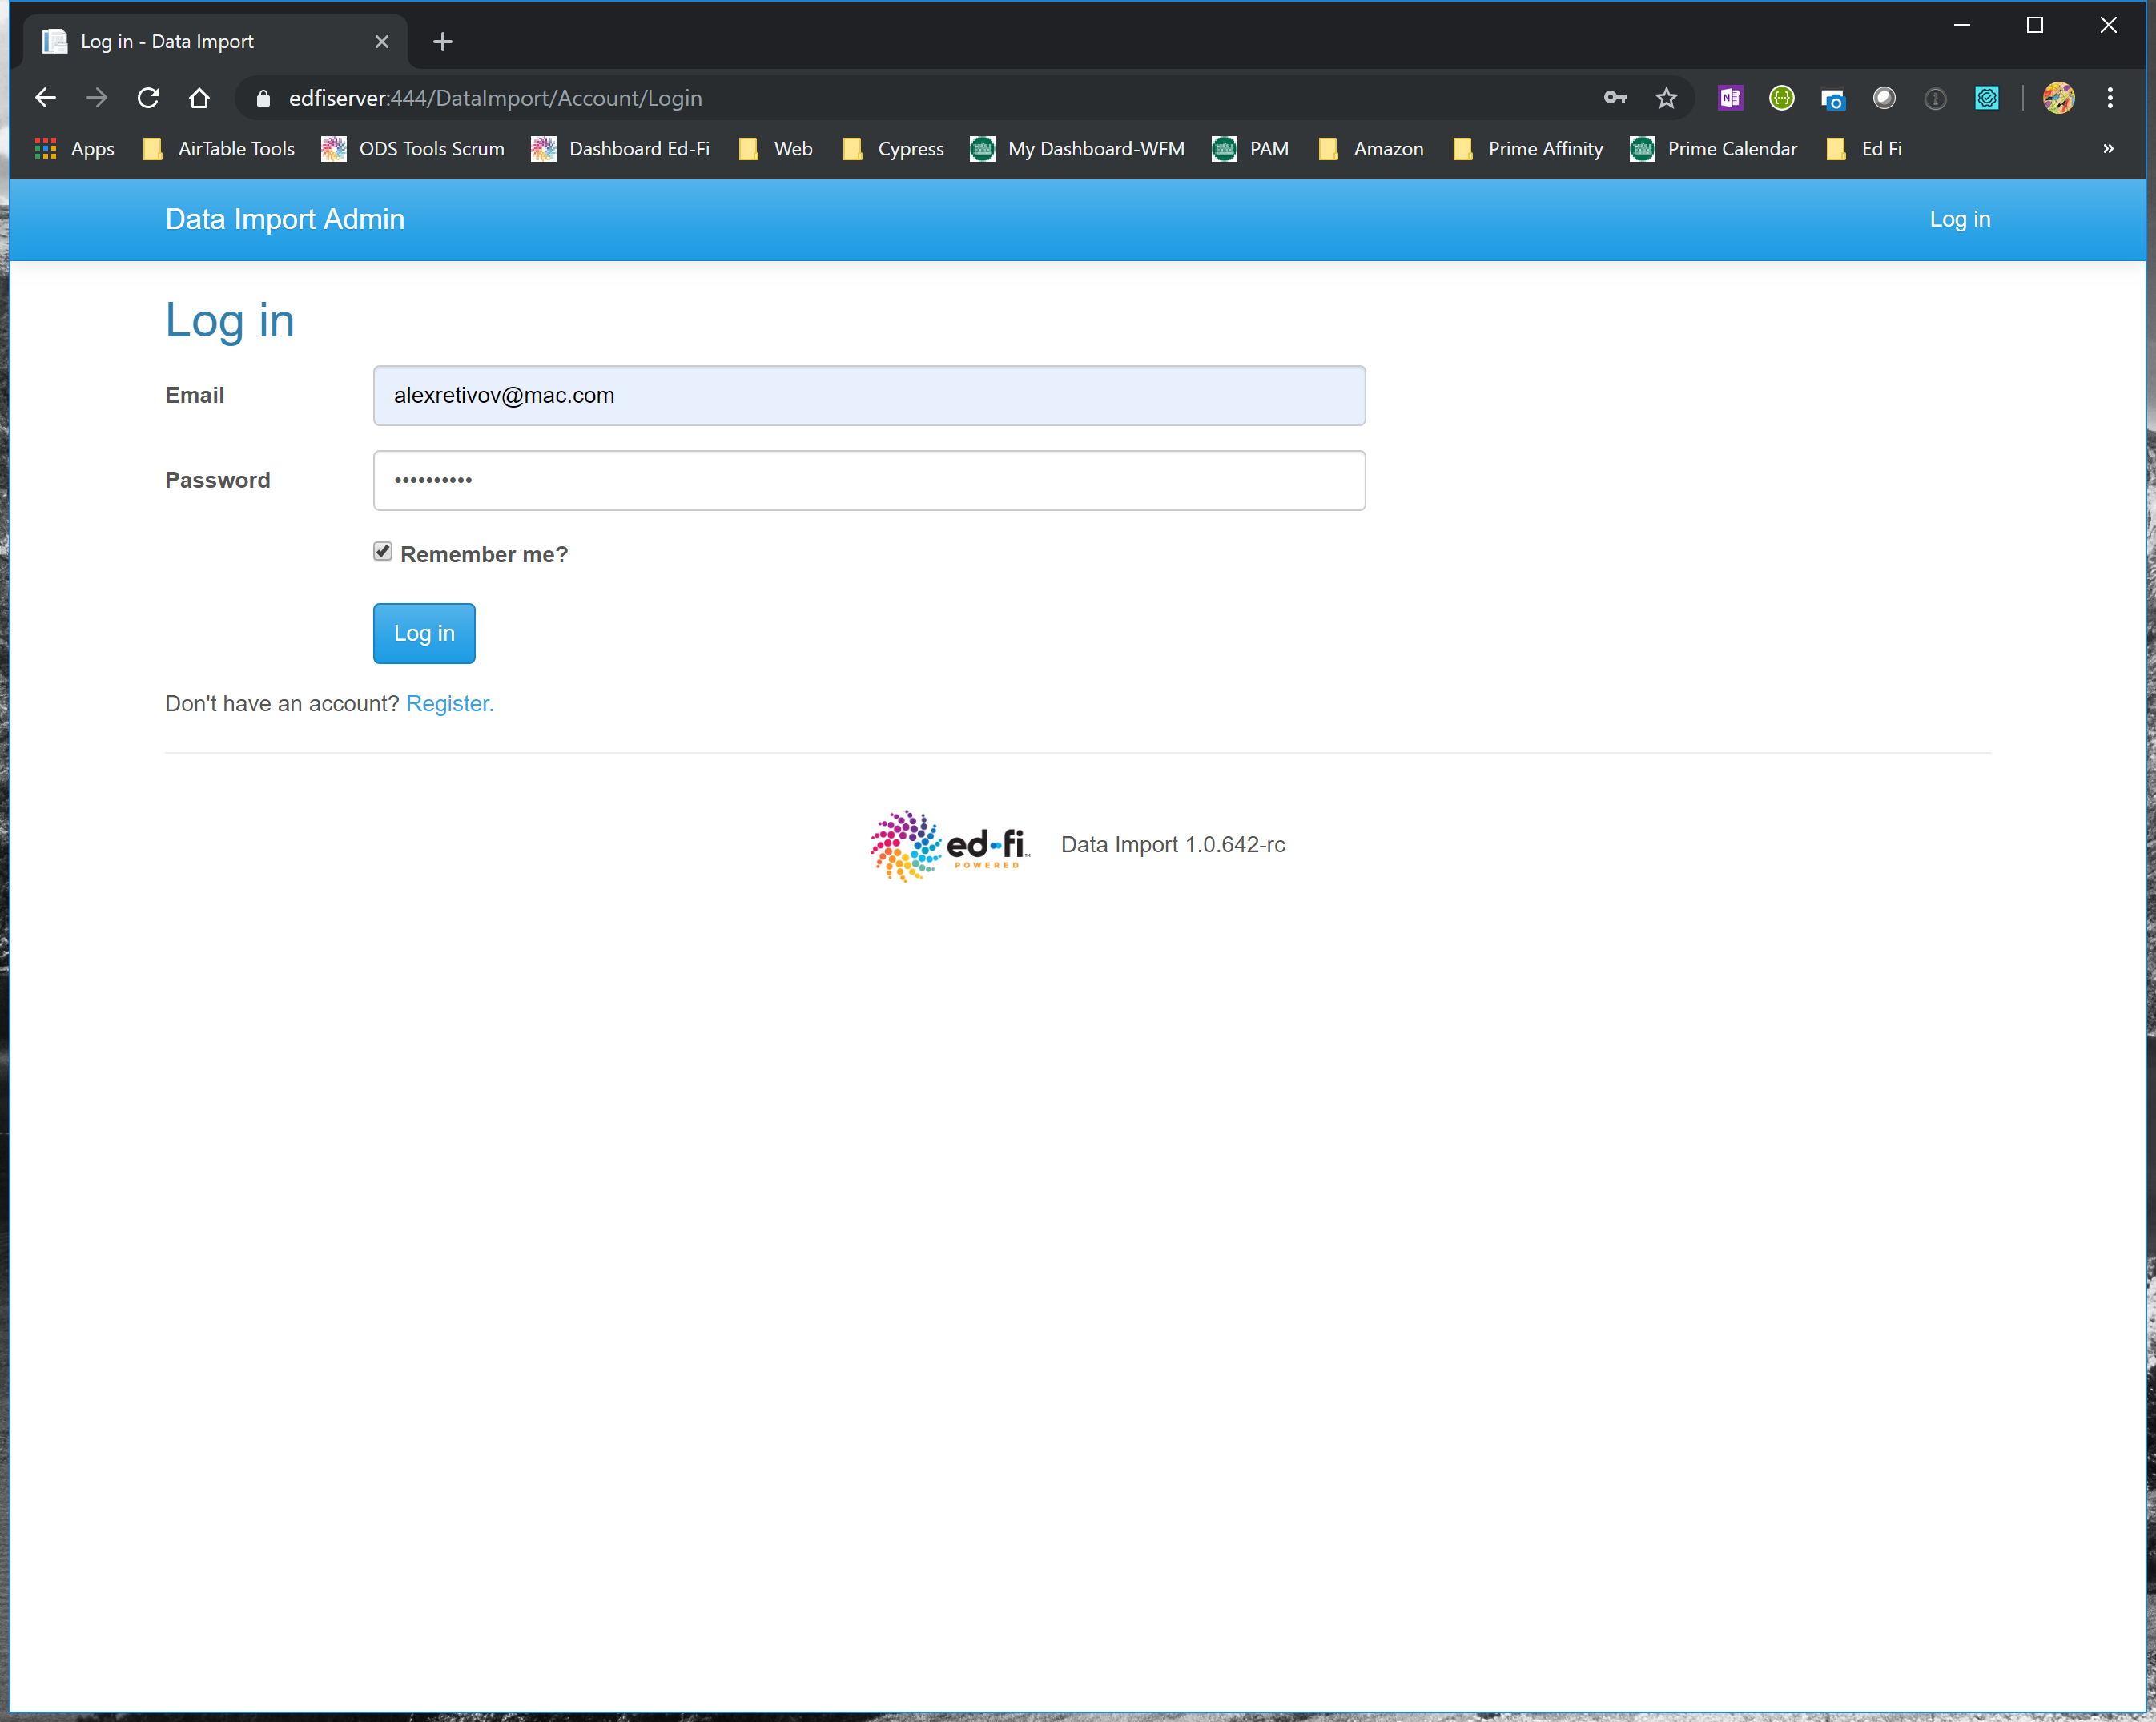 Log in - Data Import
edfiserver:444/DataImport/Account/Login
Apps AirTable Tools ODS Tools Scrum Dashboard Ed-Fi Web Cypress My Dashboard-WFM PAM Amazon Prime Affinity Prime Calendar Ed Fi »
Data Import Admin Log in
Log in
Email alexretivov@mac.com
Password ••••••••••
Remember me?
Log in
Don't have an account? Register.
ed-fi™ Data Import 1.0.642-rc
POWERED